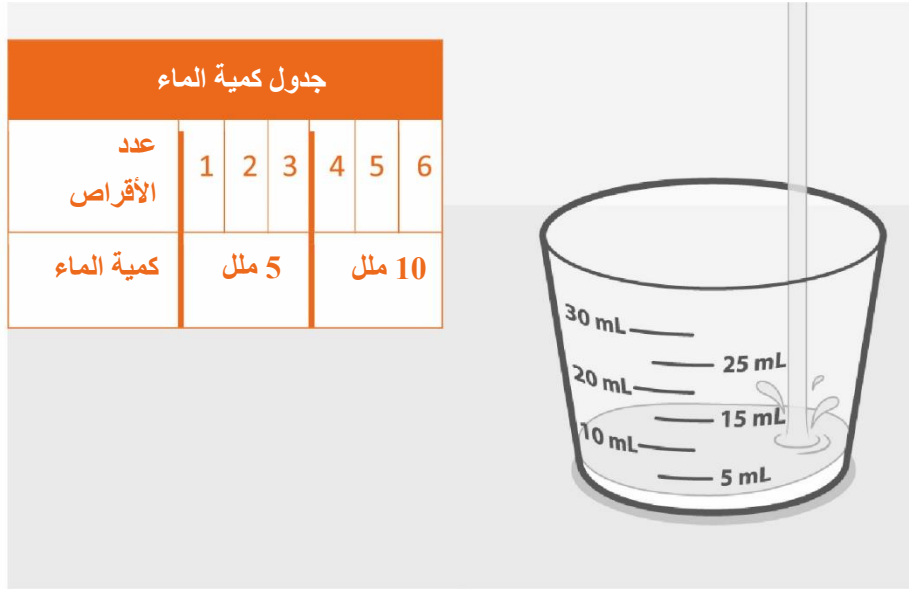 جدول كمية الماء
عدد
الأقراص
1 2 3 4 5 6
كمية الماء
5 ملل
10 ملل
30 mL
25 mL
20 mL
15 mL
10 mL
5 mL